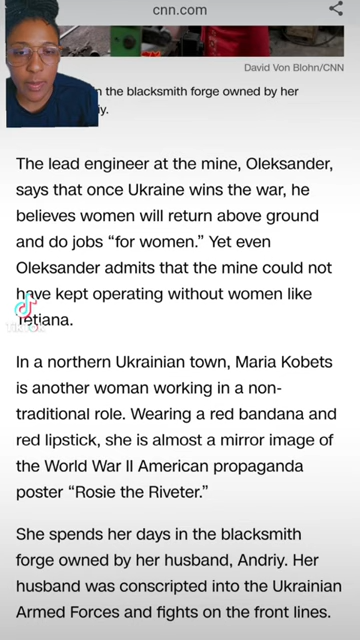 cnn.com
David Von Blohn/CNN
n the blacksmith forge owned by her
iy.
The lead engineer at the mine, Oleksander,
says that once Ukraine wins the war, he
believes women will return above ground
and do jobs “for women.” Yet even
Oleksander admits that the mine could not
have kept operating without women like
Tetiana.
In a northern Ukrainian town, Maria Kobets
is another woman working in a non-
traditional role. Wearing a red bandana and
red lipstick, she is almost a mirror image of
the World War II American propaganda
poster “Rosie the Riveter.”
She spends her days in the blacksmith
forge owned by her husband, Andriy. Her
husband was conscripted into the Ukrainian
Armed Forces and fights on the front lines.